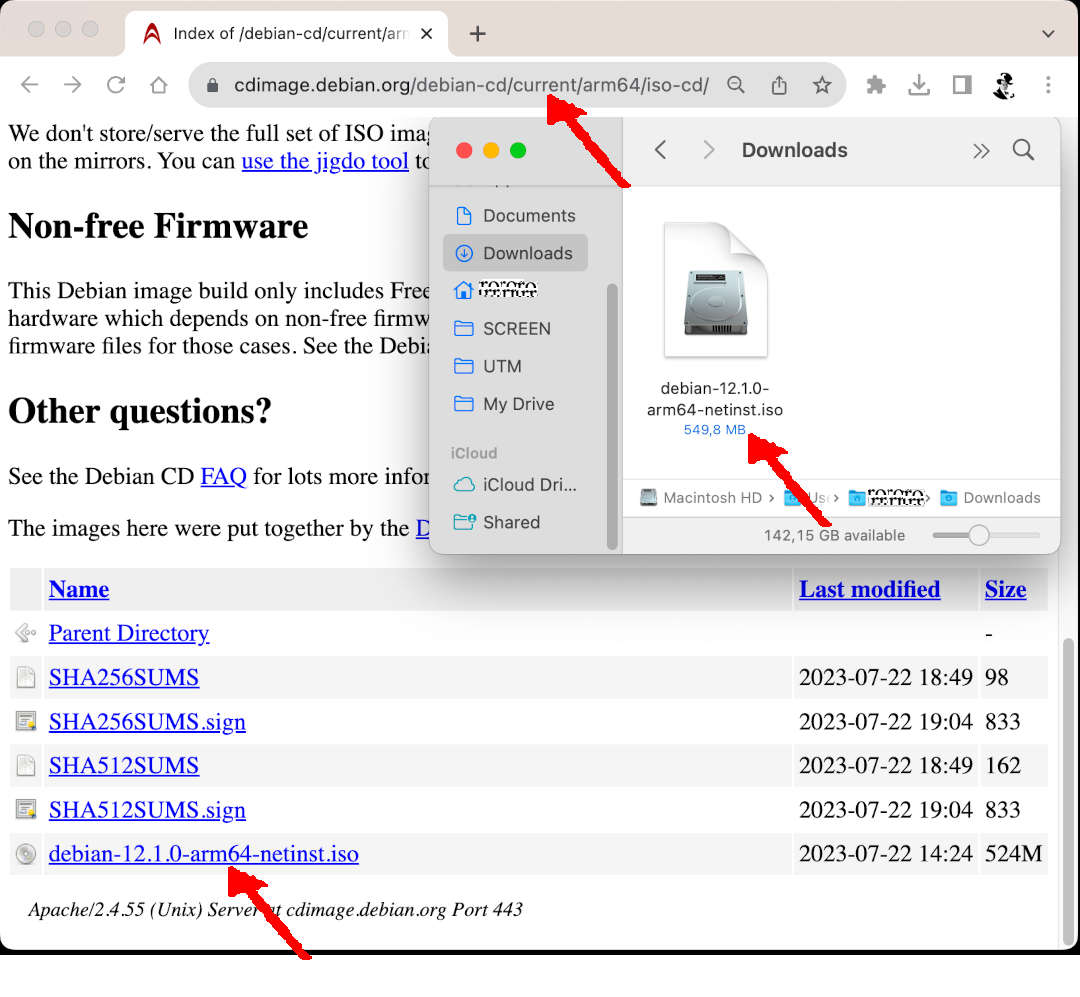 Index of /debian-cd/current/arm
cdimage.debian.org/debian-cd/current/arm64/iso-cd/
We don't store/serve the full set of ISO imag
on the mirrors. You can use the jigdo tool to
Non-free Firmware
This Debian image build only includes Free
hardware which depends on non-free firmw
firmware files for those cases. See the Debi
Other questions?
See the Debian CD FAQ for lots more infor
The images here were put together by the D
Downloads
Documents
Downloads
SCREEN
UTM
My Drive
iCloud
iCloud Dri...
Shared
debian-12.1.0-
arm64-netinst.iso
549,8 MB
Macintosh HD › Use › › Downloads
142,15 GB available
Name Last modified Size
Parent Directory -
SHA256SUMS 2023-07-22 18:49 98
SHA256SUMS.sign 2023-07-22 19:04 833
SHA512SUMS 2023-07-22 18:49 162
SHA512SUMS.sign 2023-07-22 19:04 833
debian-12.1.0-arm64-netinst.iso 2023-07-22 14:24 524M
Apache/2.4.55 (Unix) Server at cdimage.debian.org Port 443